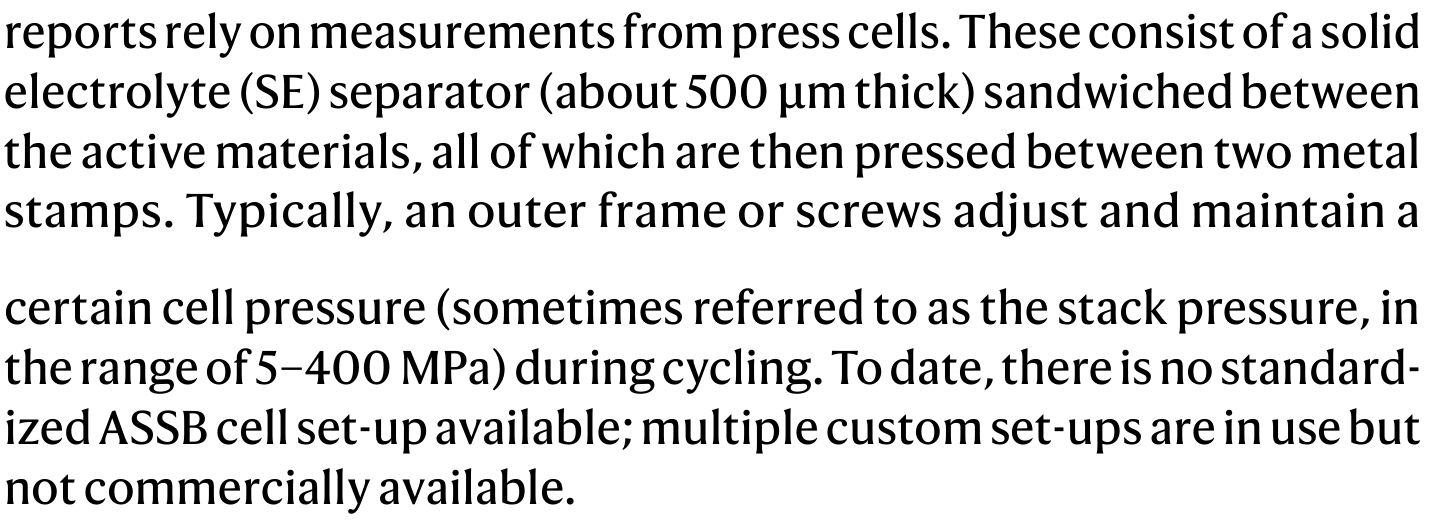 reports rely on measurements from press cells. These consist of a solid
electrolyte (SE) separator (about 500 μm thick) sandwiched between
the active materials, all of which are then pressed between two metal
stamps. Typically, an outer frame or screws adjust and maintain a
certain cell pressure (sometimes referred to as the stack pressure, in
the range of 5–400 MPa) during cycling. To date, there is no standard-
ized ASSB cell set-up available; multiple custom set-ups are in use but
not commercially available.